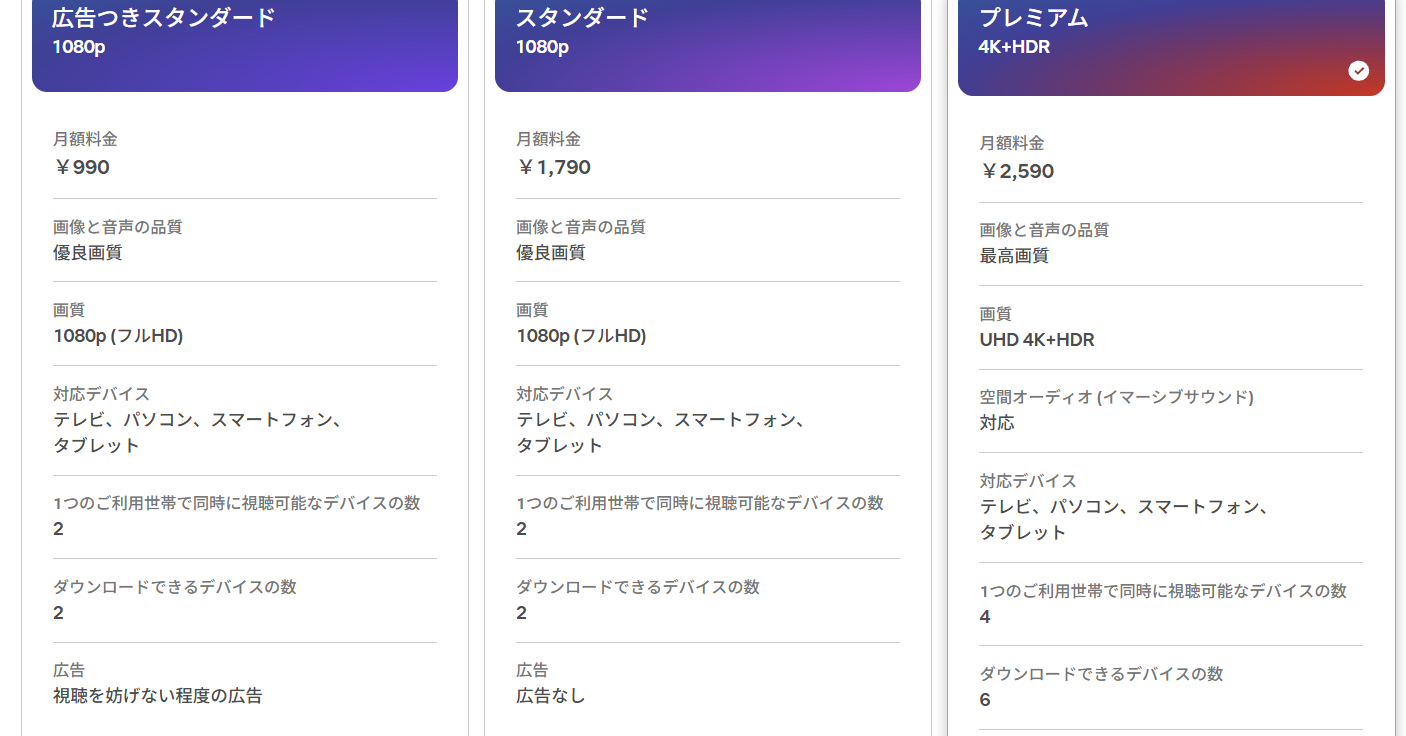 広告つきスタンダード
1080p
月額料金
￥990
画像と音声の品質
優良画質
画質
1080p (フルHD)
対応デバイス
テレビ、パソコン、スマートフォン、
タブレット
1つのご利用世帯で同時に視聴可能なデバイスの数
2
ダウンロードできるデバイスの数
2
広告
視聴を妨げない程度の広告
スタンダード
1080p
月額料金
￥1,790
画像と音声の品質
優良画質
画質
1080p (フルHD)
対応デバイス
テレビ、パソコン、スマートフォン、
タブレット
1つのご利用世帯で同時に視聴可能なデバイスの数
2
ダウンロードできるデバイスの数
2
広告
広告なし
プレミアム
4K+HDR
月額料金
￥2,590
画像と音声の品質
最高画質
画質
UHD 4K+HDR
空間オーディオ (イマーシブサウンド)
対応
対応デバイス
テレビ、パソコン、スマートフォン、
タブレット
1つのご利用世帯で同時に視聴可能なデバイスの数
4
ダウンロードできるデバイスの数
6